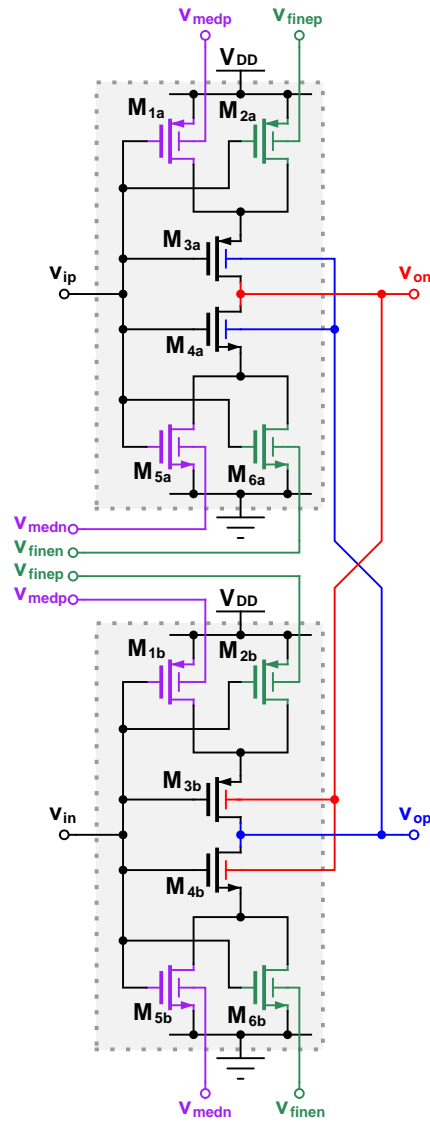 vmedp
vfinep
VDD
M1a
M2a
M3a
vip
von
M4a
M5a
M6a
vmedn
vfinen
vfinep
vmedp
VDD
M1b
M2b
M3b
vin
vop
M4b
M5b
M6b
vmedn
vfinen